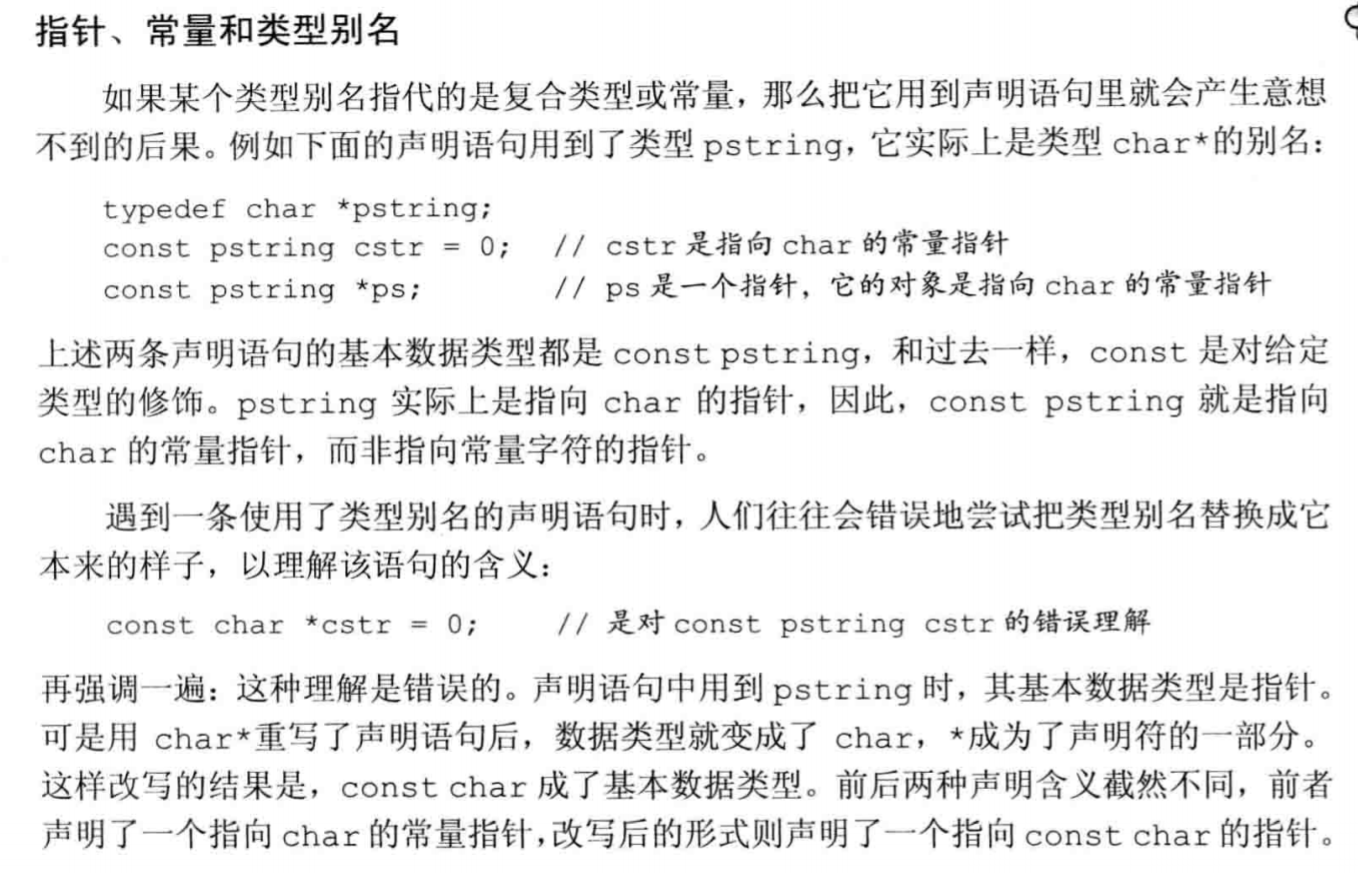 指针、常量和类型别名
如果某个类型别名指代的是复合类型或常量，那么把它用到声明语句里就会产生意想
不到的后果。例如下面的声明语句用到了类型 pstring，它实际上是类型 char*的别名：
typedef char *pstring;
const pstring cstr = 0; // cstr 是指向 char 的常量指针
const pstring *ps; // ps 是一个指针，它的对象是指向 char 的常量指针
上述两条声明语句的基本数据类型都是 const pstring，和过去一样，const 是对给定
类型的修饰。pstring 实际上是指向 char 的指针，因此，const pstring 就是指向
char 的常量指针，而非指向常量字符的指针。
遇到一条使用了类型别名的声明语句时，人们往往会错误地尝试把类型别名替换成它
本来的样子，以理解该语句的含义：
const char *cstr = 0; // 是对 const pstring cstr 的错误理解
再强调一遍：这种理解是错误的。声明语句中用到 pstring 时，其基本数据类型是指针。
可是用 char*重写了声明语句后，数据类型就变成了 char，*成为了声明符的一部分。
这样改写的结果是，const char 成了基本数据类型。前后两种声明含义截然不同，前者
声明了一个指向 char 的常量指针，改写后的形式则声明了一个指向 const char 的指针。